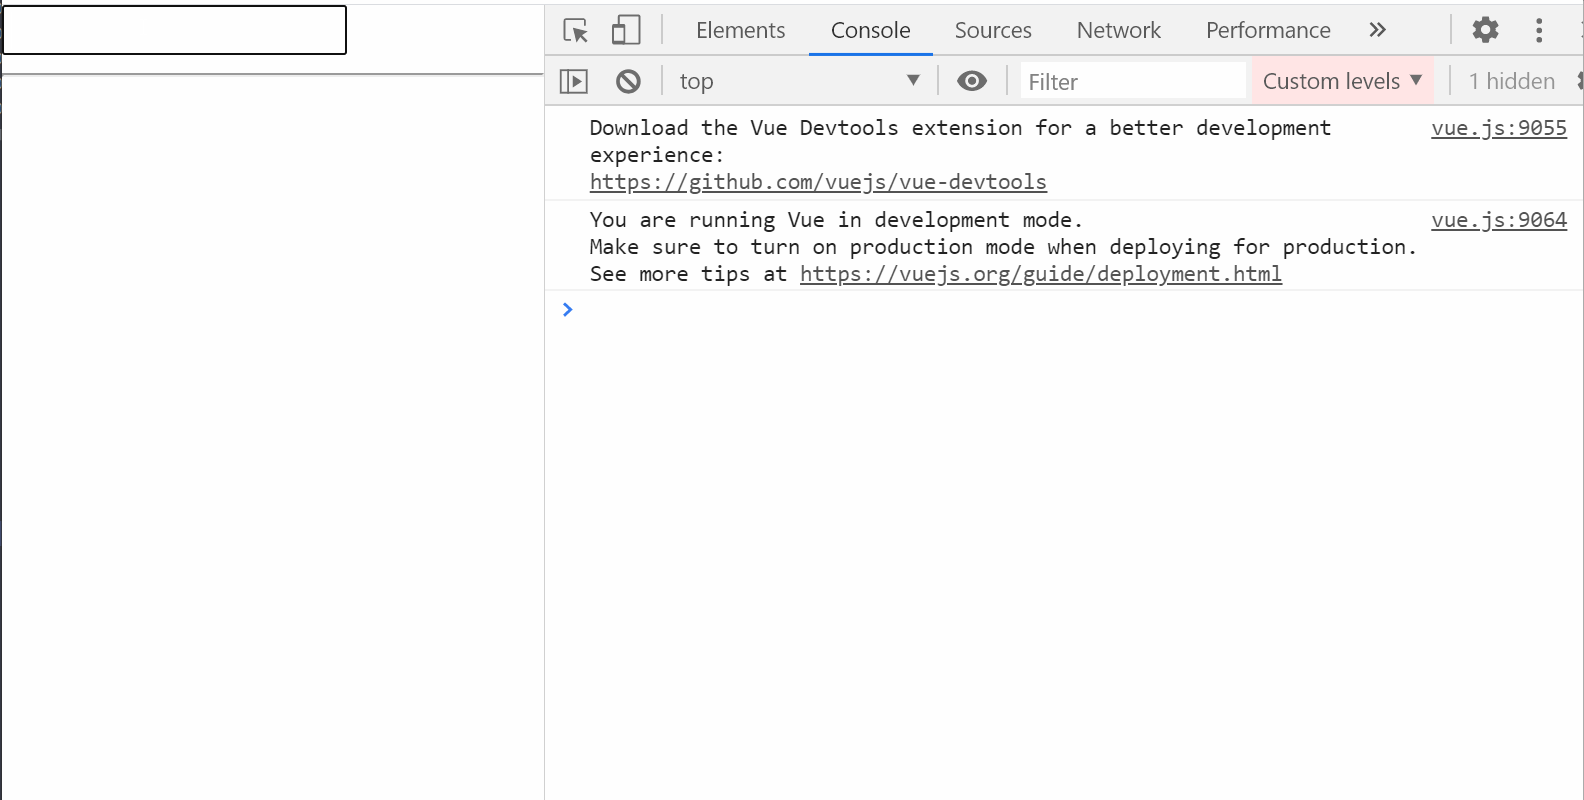 Elements Console Sources Network Performance
top Filter Custom levels 1 hidden
Download the Vue Devtools extension for a better development vue.js:9055
experience:
https://github.com/vuejs/vue-devtools
You are running Vue in development mode. vue.js:9064
Make sure to turn on production mode when deploying for production.
See more tips at https://vuejs.org/guide/deployment.html